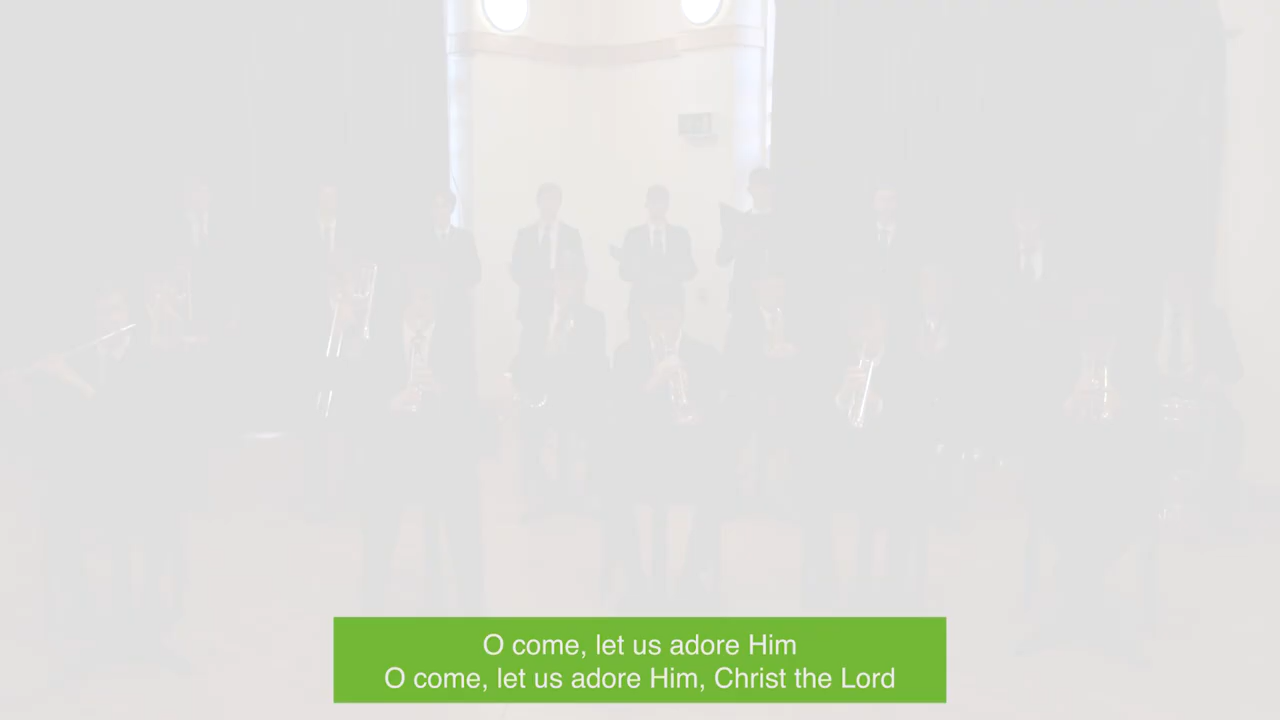 O come, let us adore Him
O come, let us adore Him, Christ the Lord